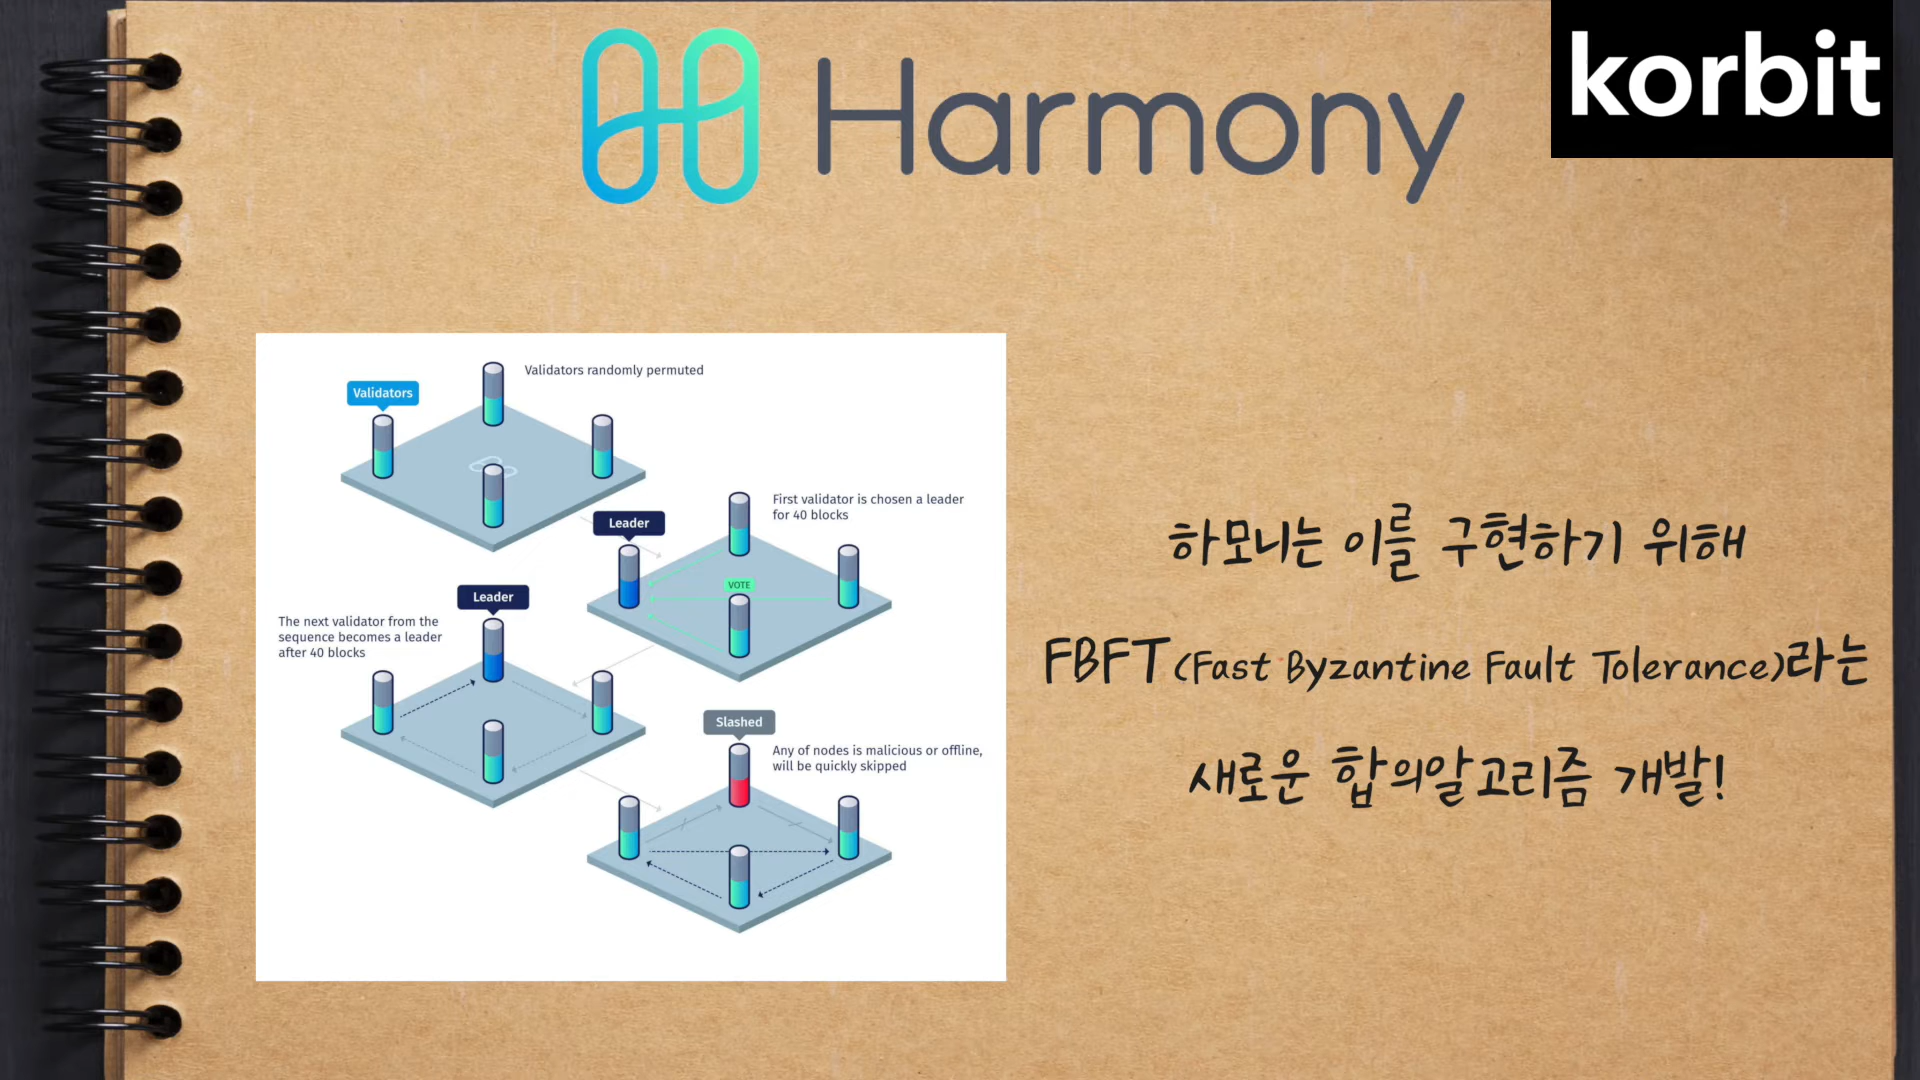 Harmony
korbit
Validators randomly permuted
Validators
First validator is chosen a leader
for 40 blocks
Leader
VOTE
Leader
The next validator from the
sequence becomes a leader
after 40 blocks
Slashed
Any of nodes is malicious or offline,
will be quickly skipped
하모니는 이를 구현하기 위해
FBFT(Fast Byzantine Fault Tolerance)라는
새로운 합의알고리즘 개발!